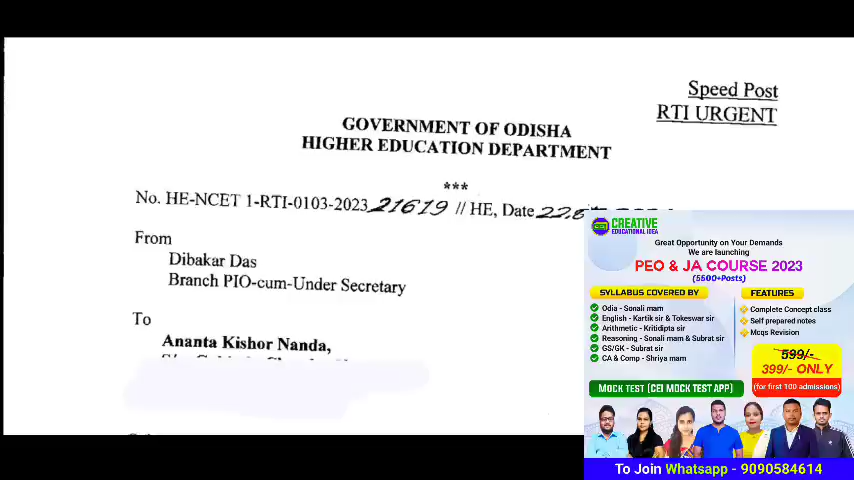 Speed Post
RTI URGENT
GOVERNMENT OF ODISHA
HIGHER EDUCATION DEPARTMENT
***
No. HE-NCET 1-RTI-0103-2023 21619 // HE, Date
From
Dibakar Das
Branch PIO-cum-Under Secretary
To
Ananta Kishor Nanda,
CREATIVE
EDUCATIONAL IDEA
Great Opportunity on Your Demands
We are launching
PEO & JA COURSE 2023
(5500+Posts)
SYLLABUS COVERED BY
Odia - Sonali mam
English - Kartik sir & Tokeswar sir
Arithmetic - Kritidipta sir
Reasoning - Sonali mam & Subrat sir
GS/GK - Subrat sir
CA & Comp - Shriya mam
FEATURES
Complete Concept class
Self prepared notes
Mcqs Revision
599/-
399/- ONLY
(for first 100 admissions)
MOCK TEST (CEI MOCK TEST APP)
To Join Whatsapp - 9090584614